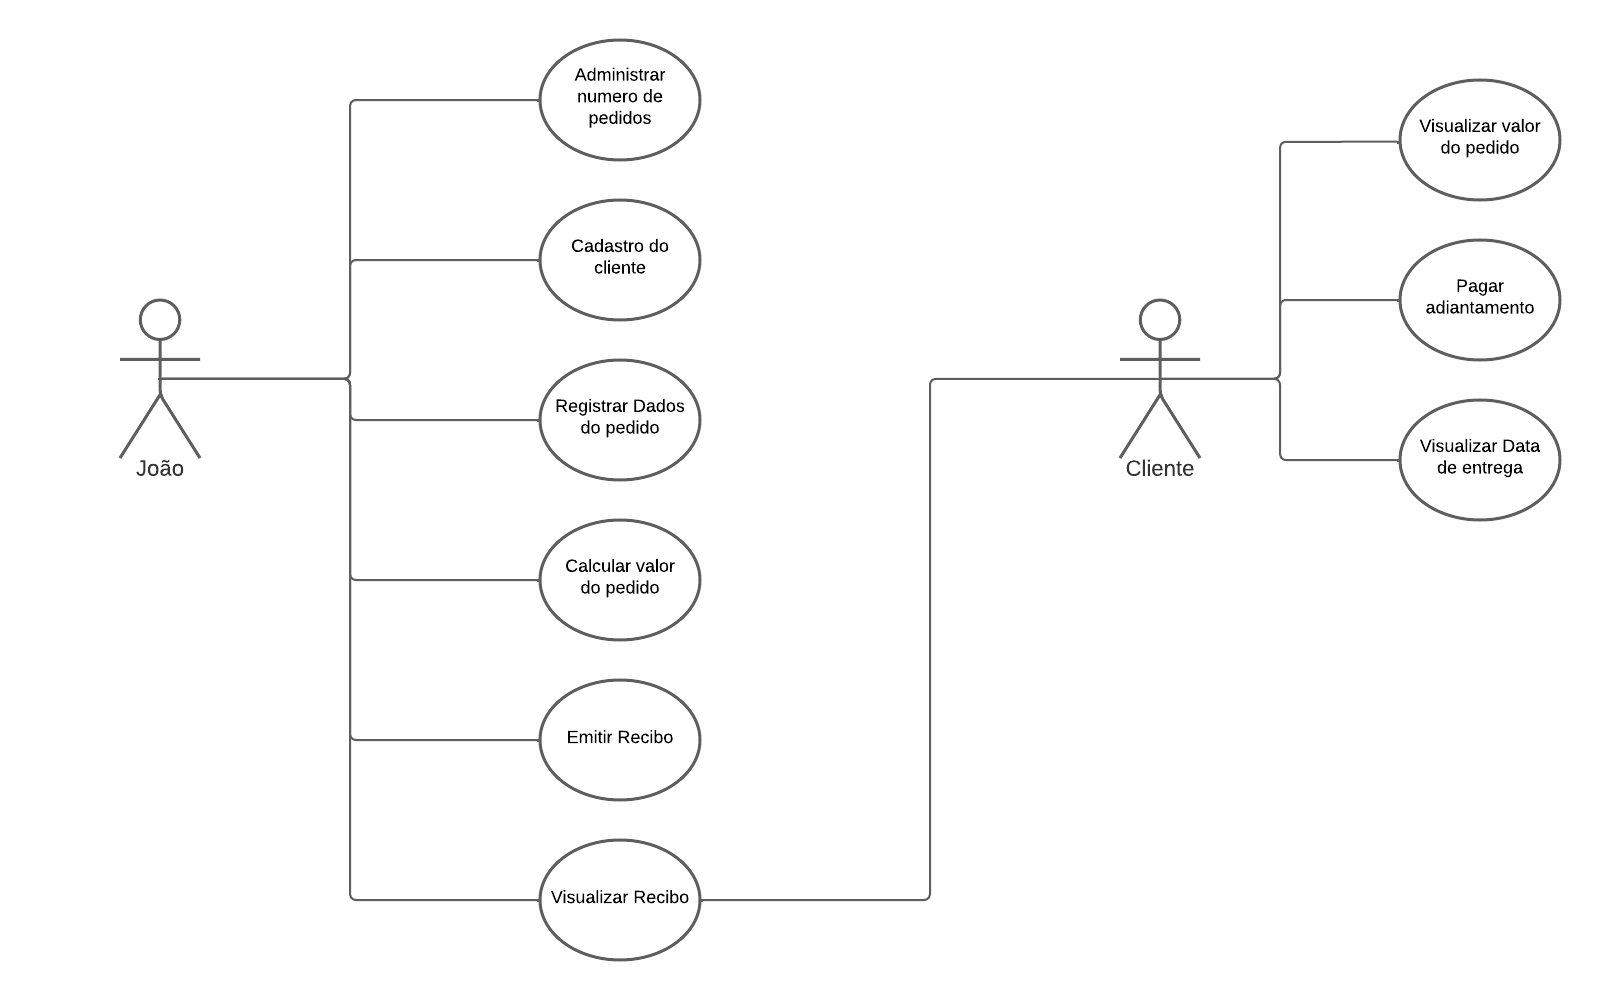 Administrar
numero de
pedidos
Cadastro do
cliente
Registrar Dados
do pedido
Calcular valor
do pedido
Emitir Recibo
Visualizar Recibo
João
Cliente
Visualizar valor
do pedido
Pagar
adiantamento
Visualizar Data
de entrega